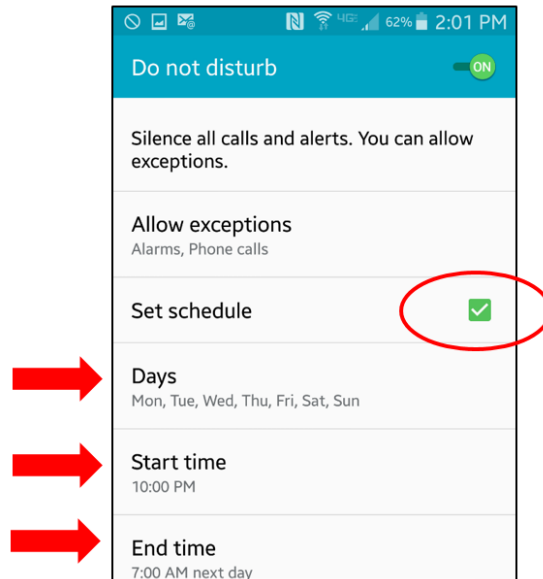 4GE 62% 2:01 PM
Do not disturb ON
Silence all calls and alerts. You can allow
exceptions.
Allow exceptions
Alarms, Phone calls
Set schedule
Days
Mon, Tue, Wed, Thu, Fri, Sat, Sun
Start time
10:00 PM
End time
7:00 AM next day